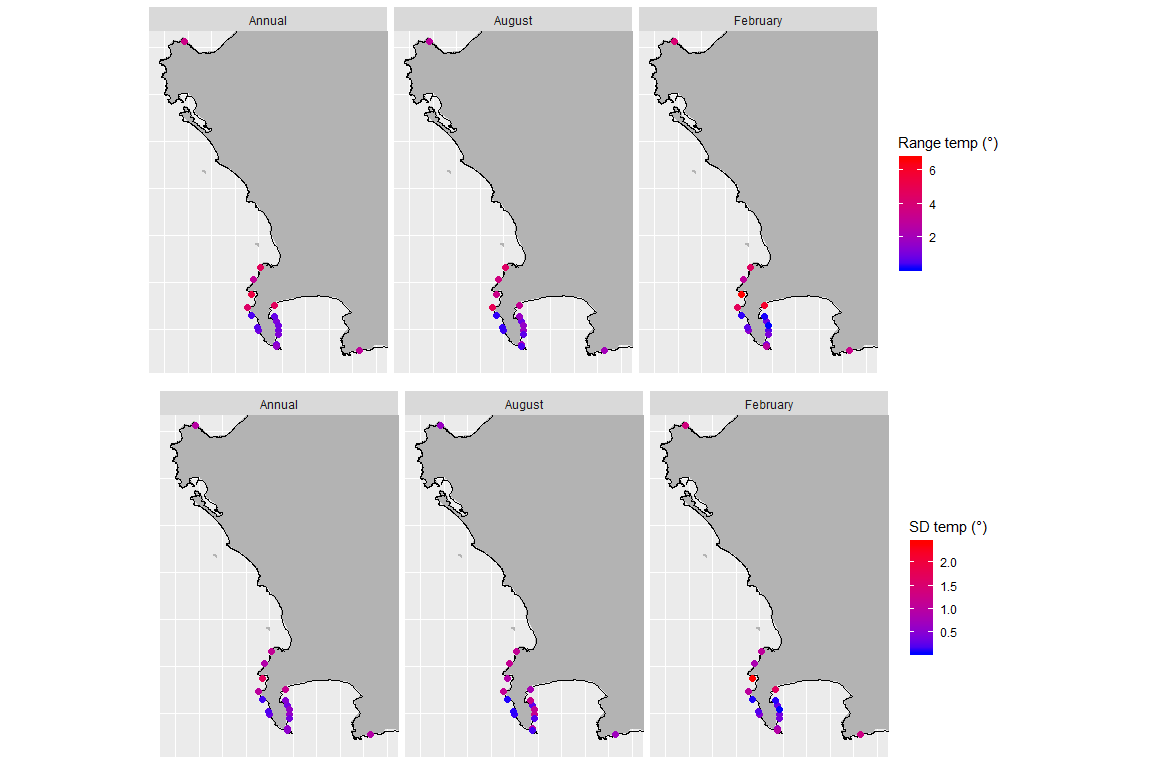 Annual
August
February
Range temp (°)
6
4
2
Annual
August
February
SD temp (°)
2.0
1.5
1.0
0.5